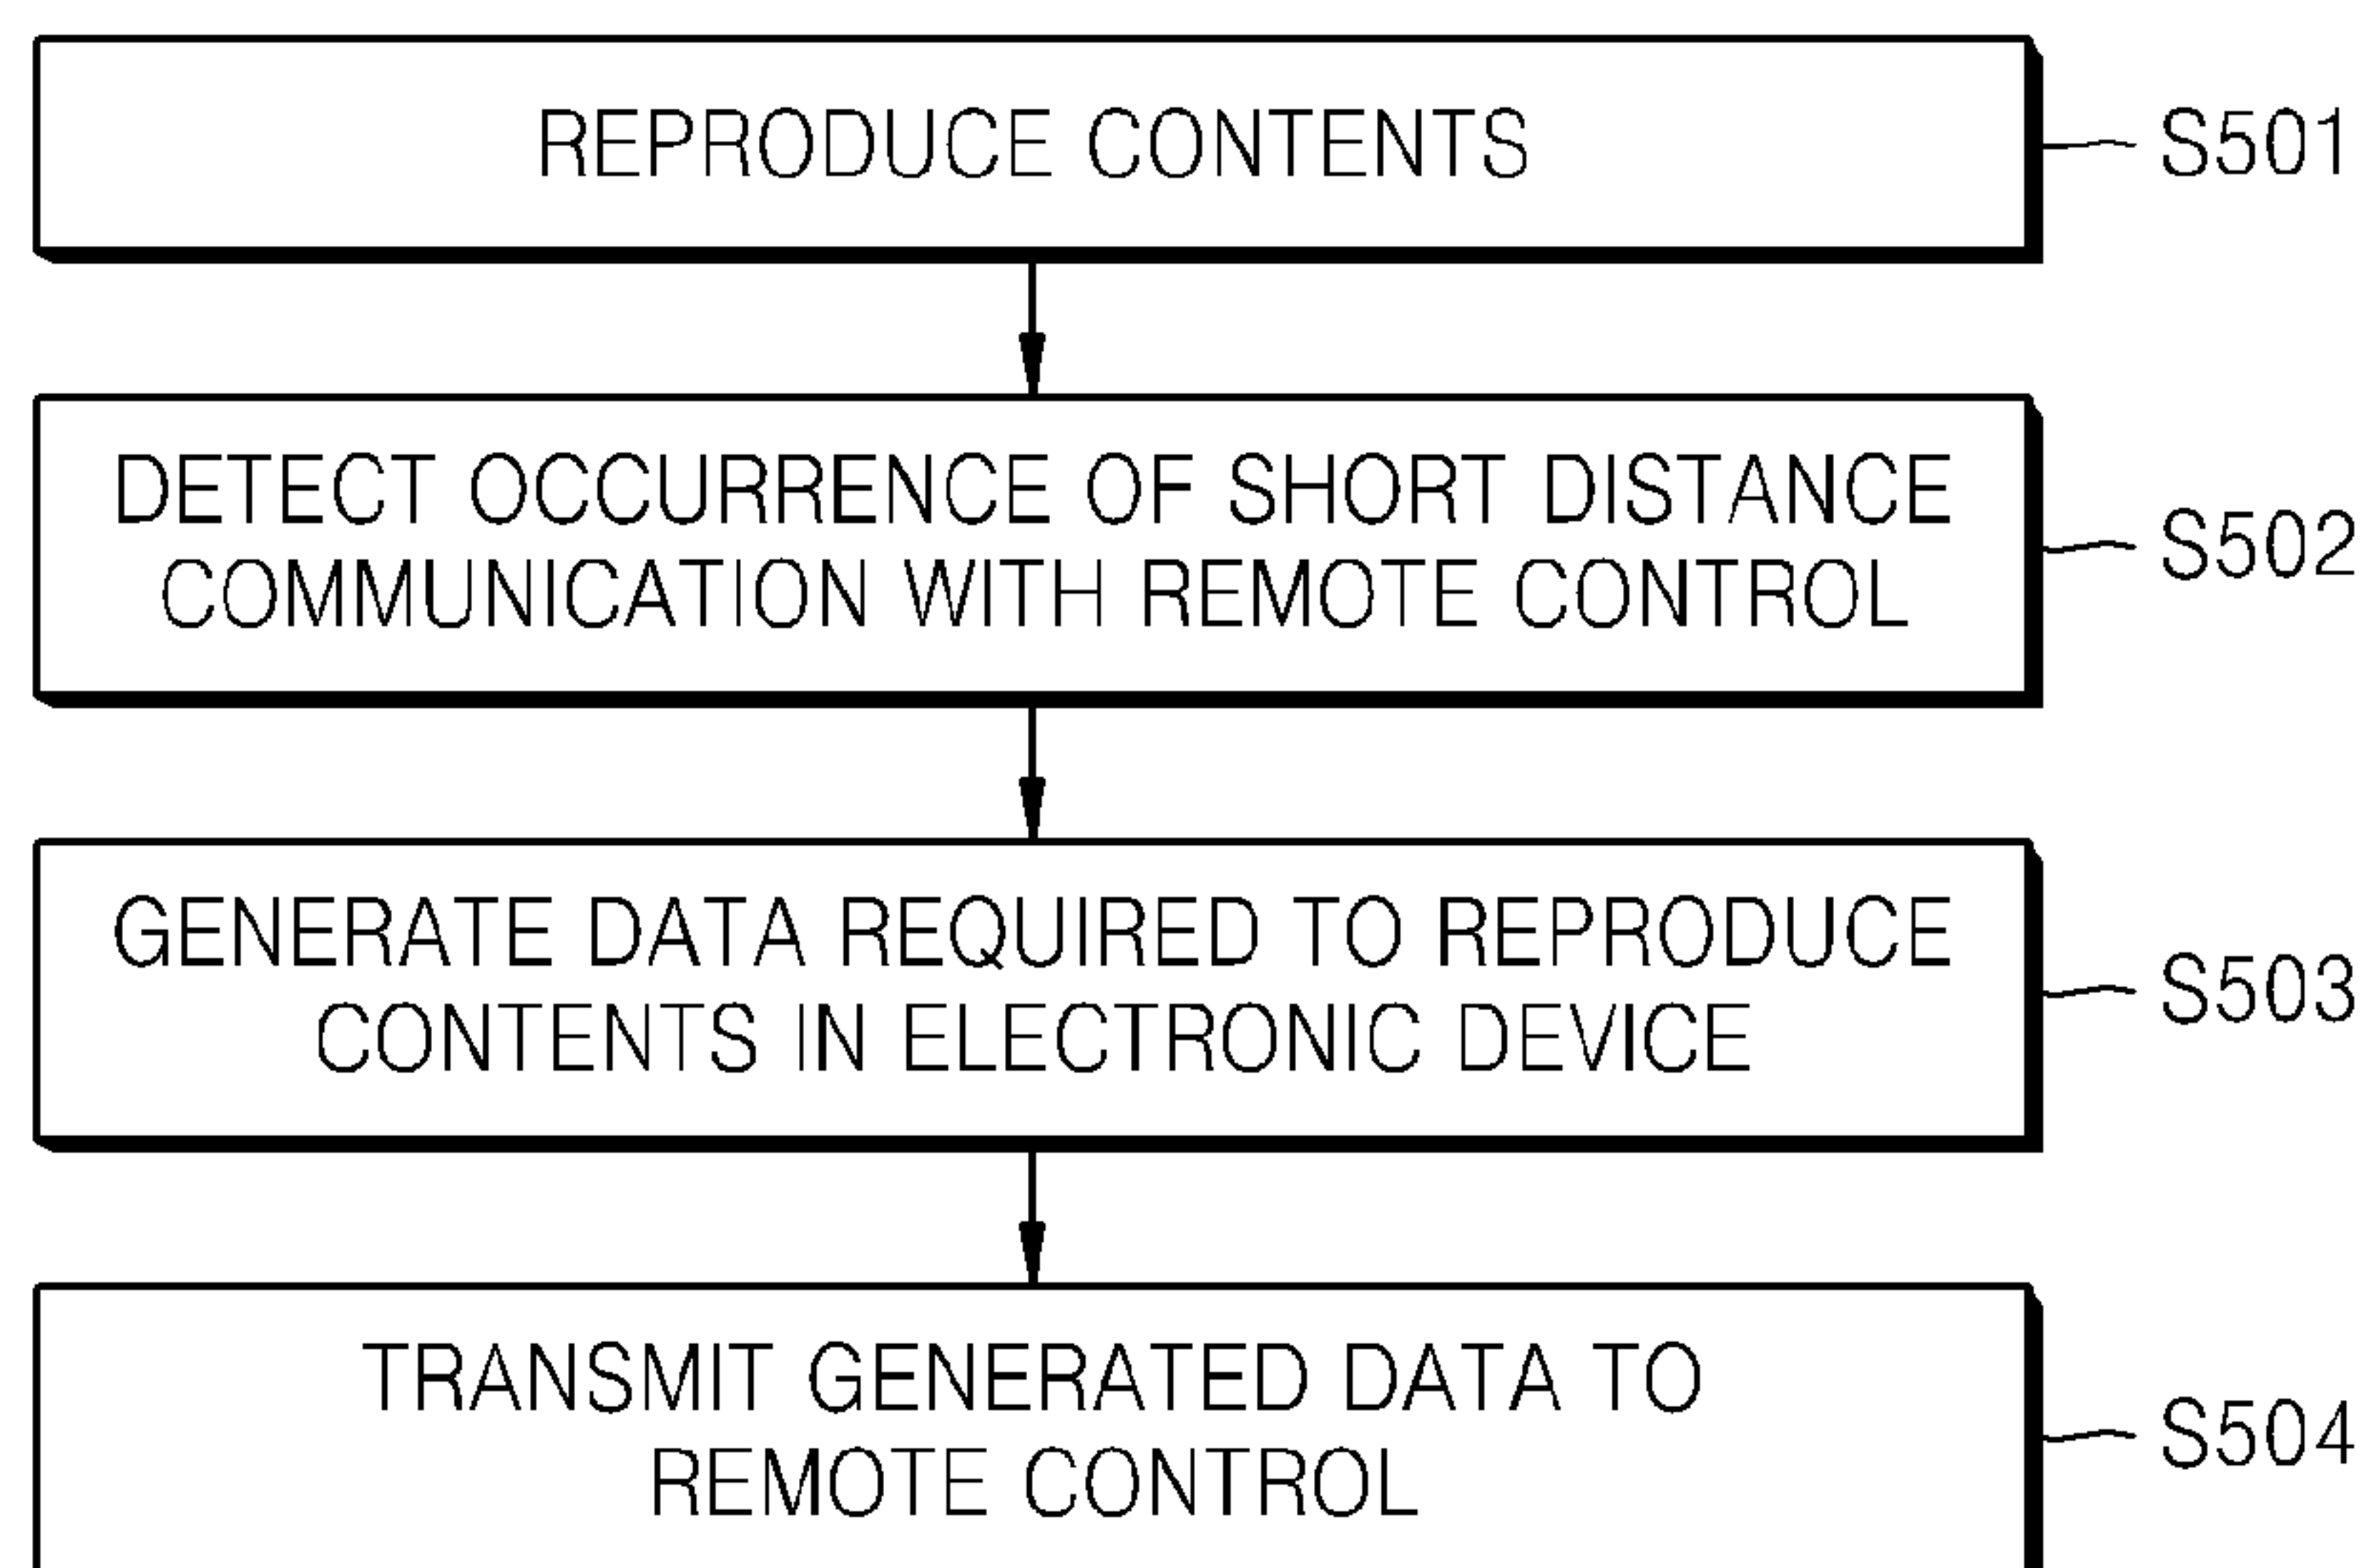 REPRODUCE CONTENTS
S501
DETECT OCCURRENCE OF SHORT DISTANCE
COMMUNICATION WITH REMOTE CONTROL
S502
GENERATE DATA REQUIRED TO REPRODUCE
CONTENTS IN ELECTRONIC DEVICE
S503
TRANSMIT GENERATED DATA TO
REMOTE CONTROL
S504